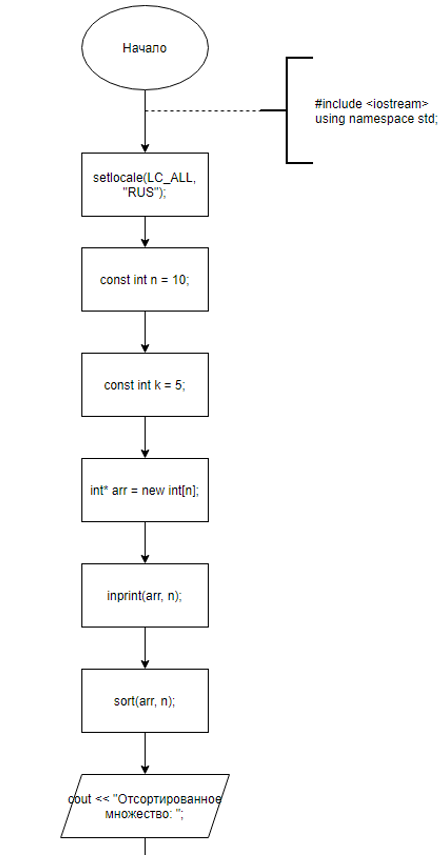 Начало
#include <iostream>
using namespace std;
setlocale(LC_ALL,
"RUS");
const int n = 10;
const int k = 5;
int* arr = new int[n];
inprint(arr, n);
sort(arr, n);
cout << "Отсортированное
множество: ";